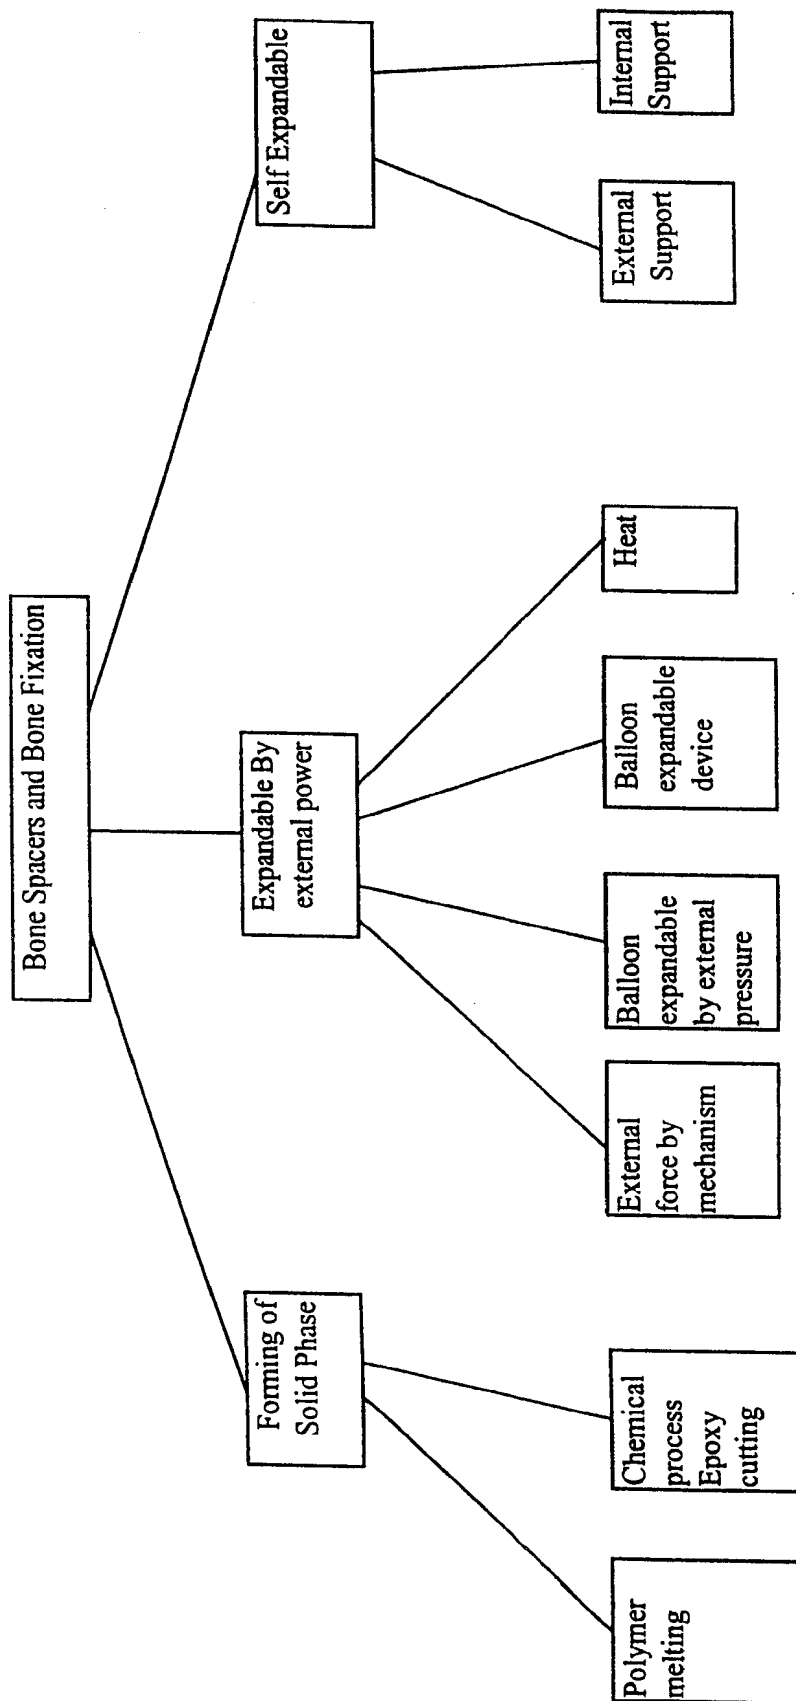 Bone Spacers and Bone Fixation
Forming of
Solid Phase
Expandable By
external power
Self Expandable
Polymer
melting
Chemical
process
Epoxy
cutting
External
force by
mechanism
Balloon
expandable
by external
pressure
Balloon
expandable
device
Heat
External
Support
Internal
Support